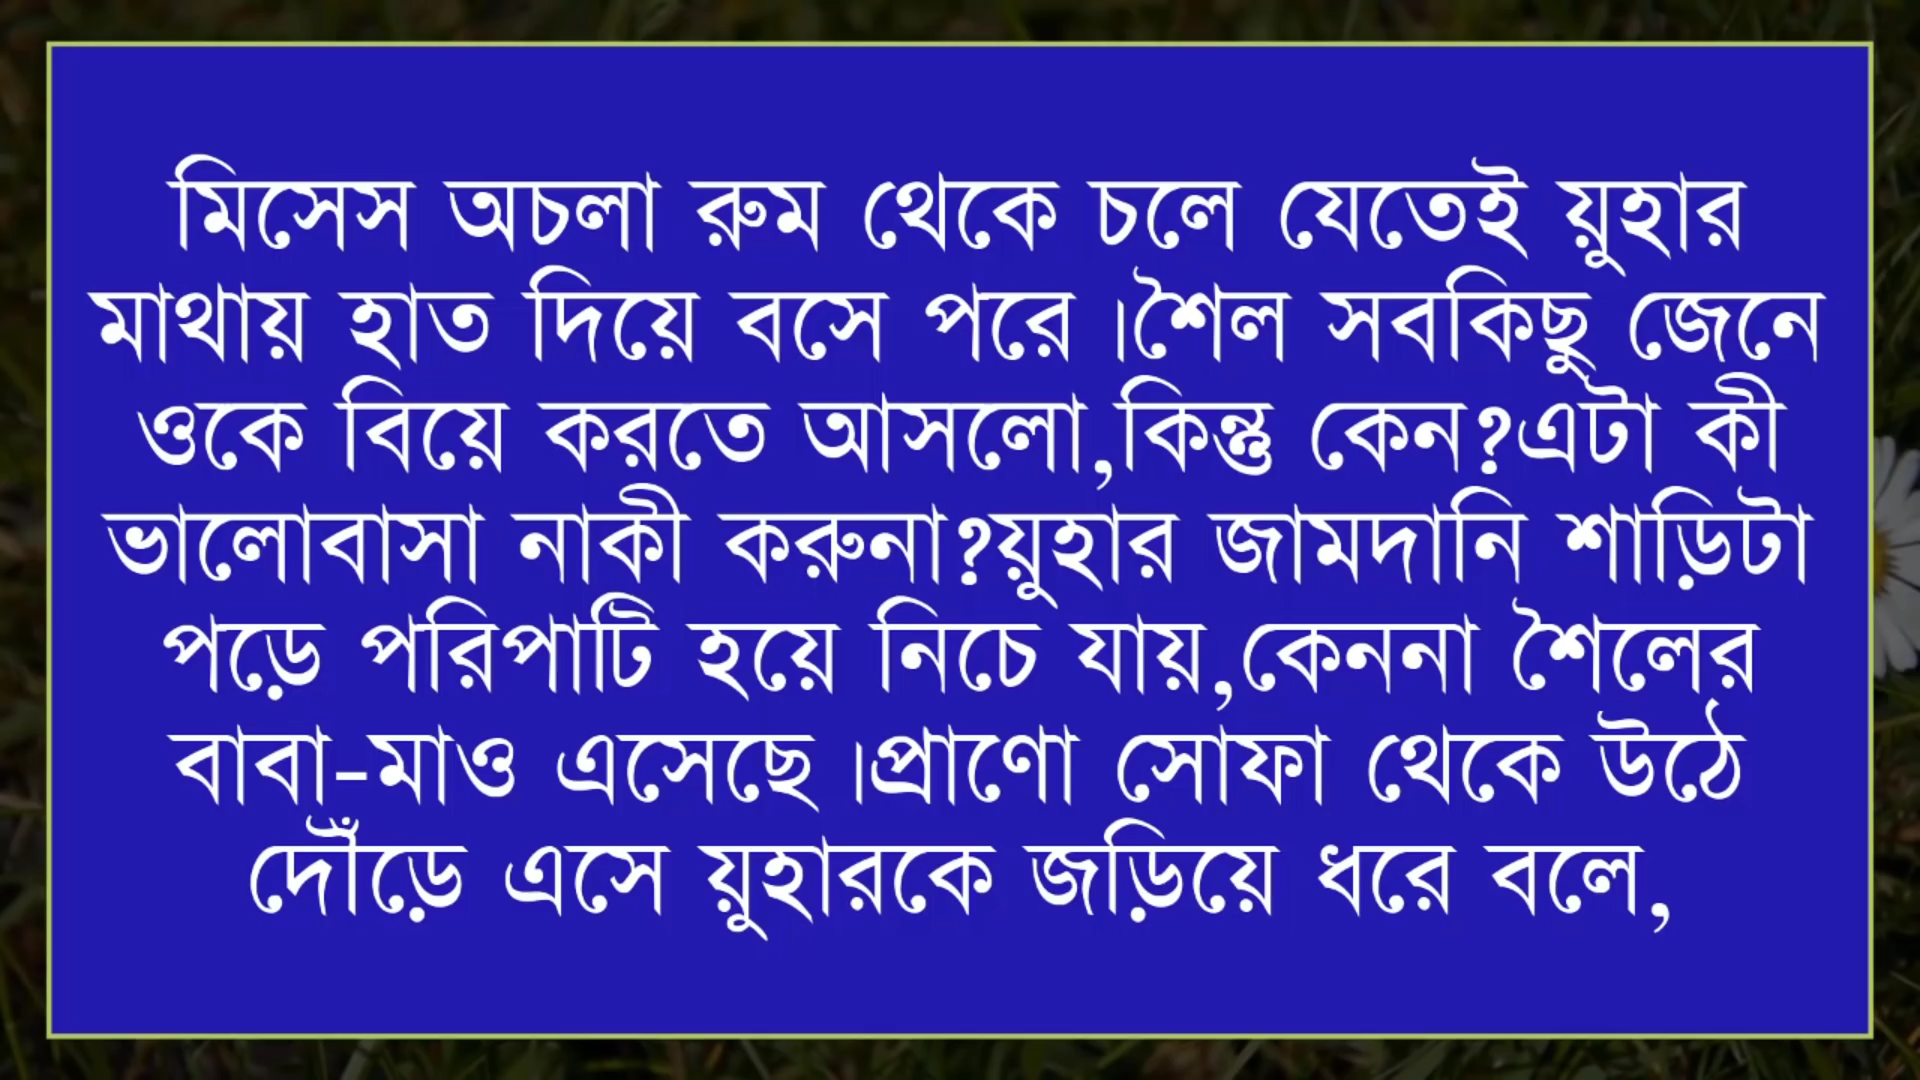 মিসেস অচলা রুম থেকে চলে যেতেই য়ুহার
মাথায় হাত দিয়ে বসে পরে।শৈল সবকিছু জেনে
ওকে বিয়ে করতে আসলো,কিন্তু কেন?এটা কী
ভালোবাসা নাকী করুনা?য়ুহার জামদানি শাড়িটা
পড়ে পরিপাটি হয়ে নিচে যায়,কেননা শৈলের
বাবা-মাও এসেছে।প্রাণো সোফা থেকে উঠে
দৌঁড়ে এসে য়ুহারকে জড়িয়ে ধরে বলে,